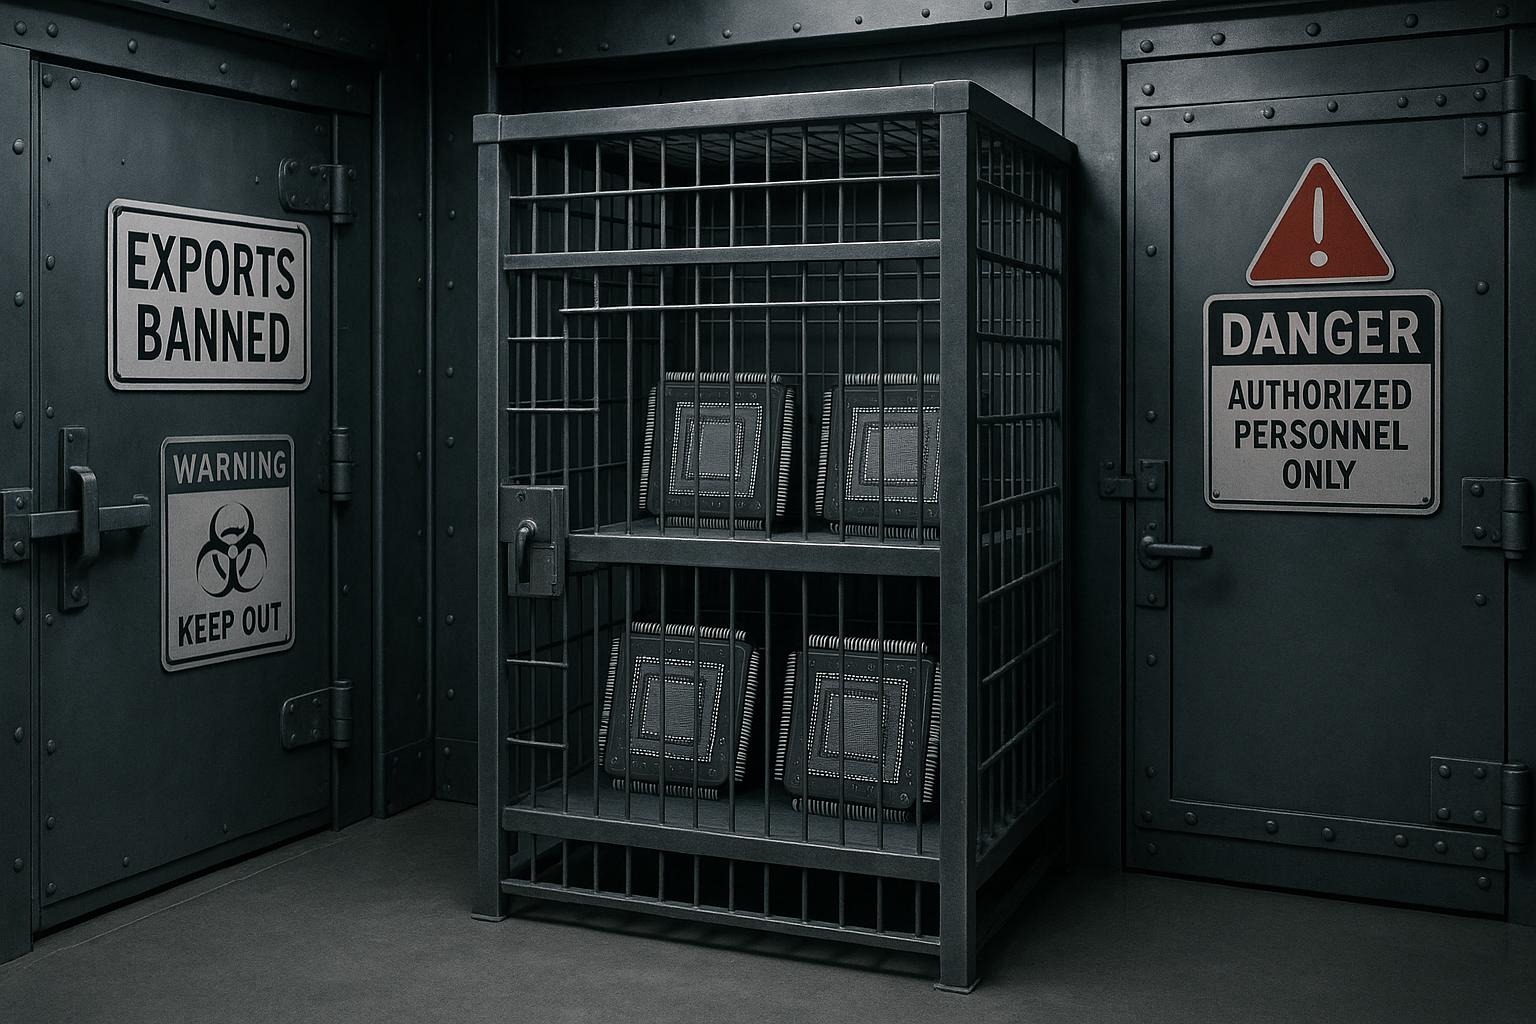 EXPORTS
BANNED
WARNING
KEEP OUT
DANGER
AUTHORIZED
PERSONNEL
ONLY